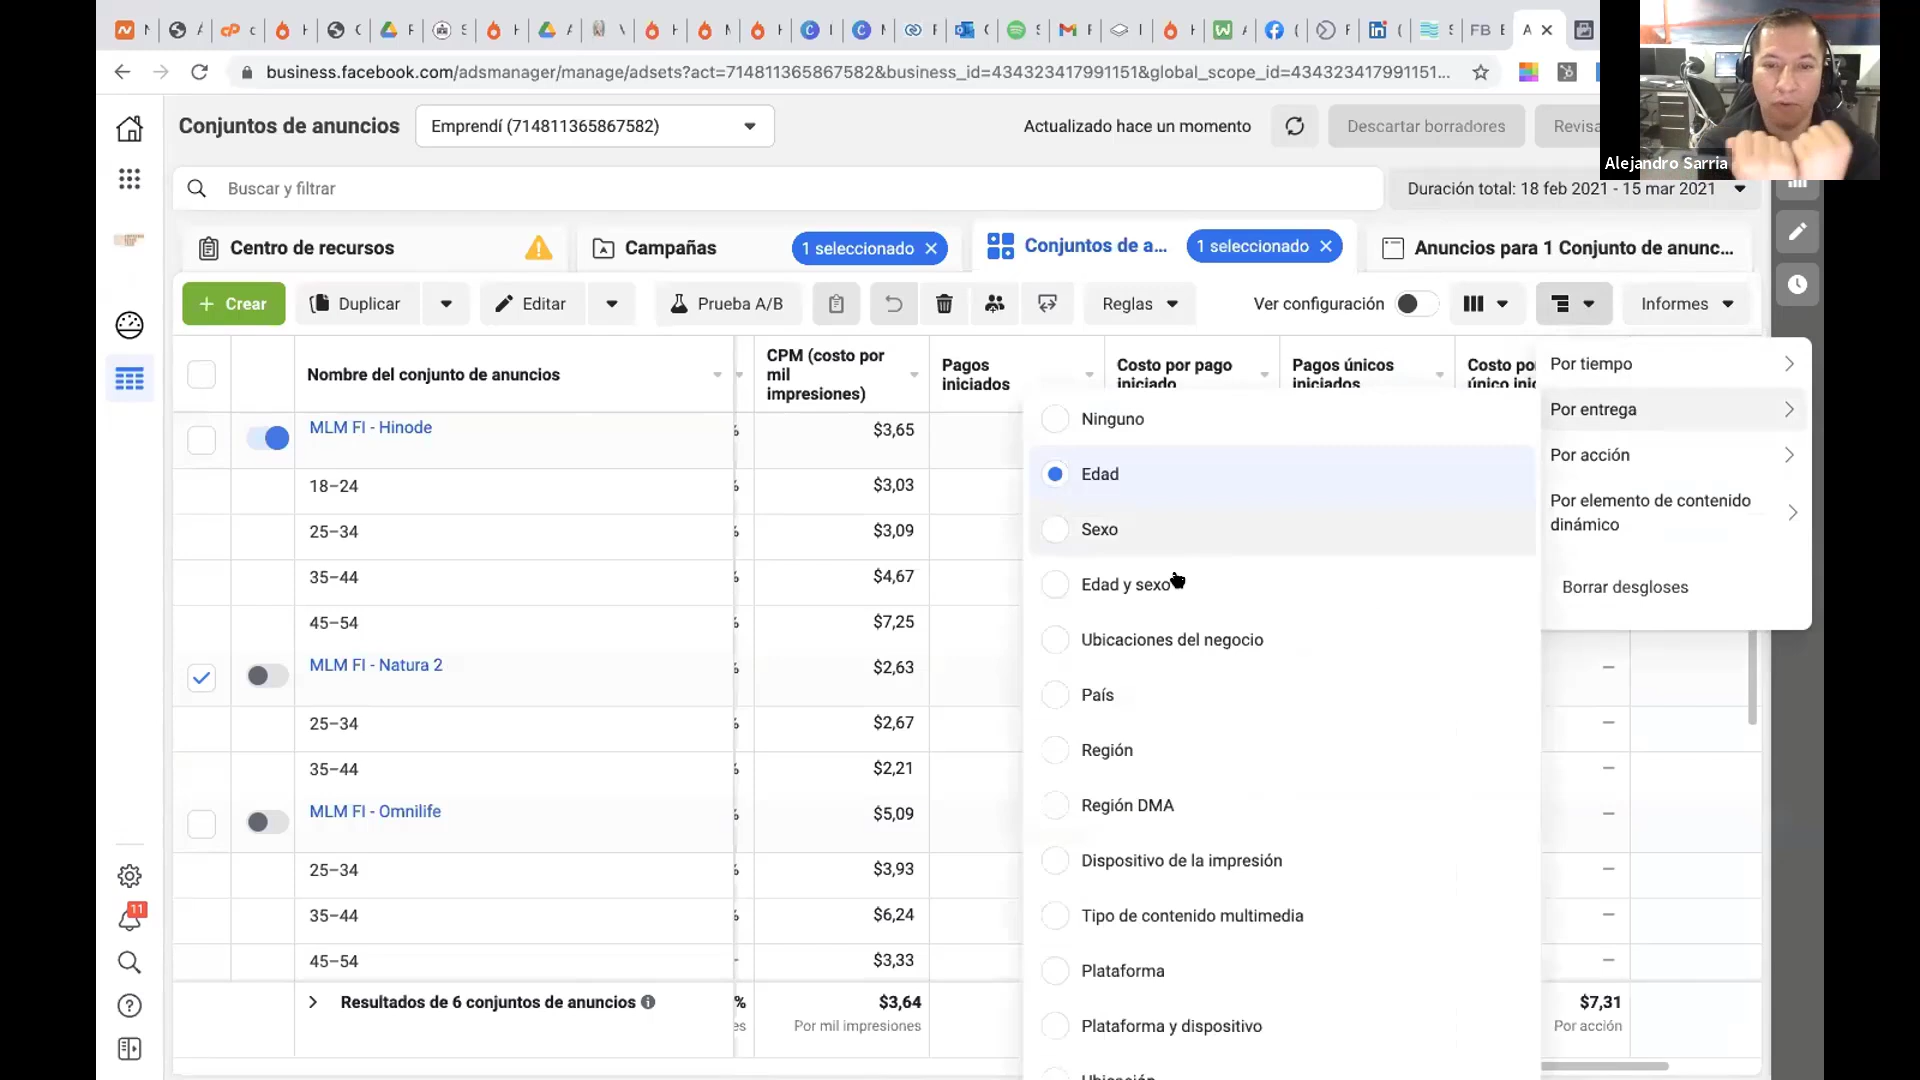 business.facebook.com/adsmanager/manage/adsets?act=714811365867582&business_id=434323417991151&global_scope_id=434323417991151...
Conjuntos de anuncios
Emprendí (714811365867582)
Actualizado hace un momento
Descartar borradores
Alejandro Sarria
Buscar y filtrar
Duración total: 18 feb 2021 - 15 mar 2021
Centro de recursos
Campañas
1 seleccionado
Conjuntos de a...
1 seleccionado
Anuncios para 1 Conjunto de anunc...
+ Crear
Duplicar
Editar
Prueba A/B
Reglas
Ver configuración
Informes
Nombre del conjunto de anuncios
CPM (costo por mil impresiones)
Pagos iniciados
Costo por pago iniciado
Pagos únicos iniciados
Por tiempo
Por entrega
Por acción
Por elemento de contenido dinámico
Borrar desgloses
Ninguno
Edad
Sexo
Edad y sexo
Ubicaciones del negocio
País
Región
Región DMA
Dispositivo de la impresión
Tipo de contenido multimedia
Plataforma
Plataforma y dispositivo
MLM FI - Hinode
$3,65
18–24
$3,03
25–34
$3,09
35–44
$4,67
45–54
$7,25
MLM FI - Natura 2
$2,63
25–34
$2,67
35–44
$2,21
MLM FI - Omnilife
$5,09
25–34
$3,93
35–44
$6,24
45–54
$3,33
Resultados de 6 conjuntos de anuncios
%
$3,64
$7,31
Por mil impresiones
Por acción
11